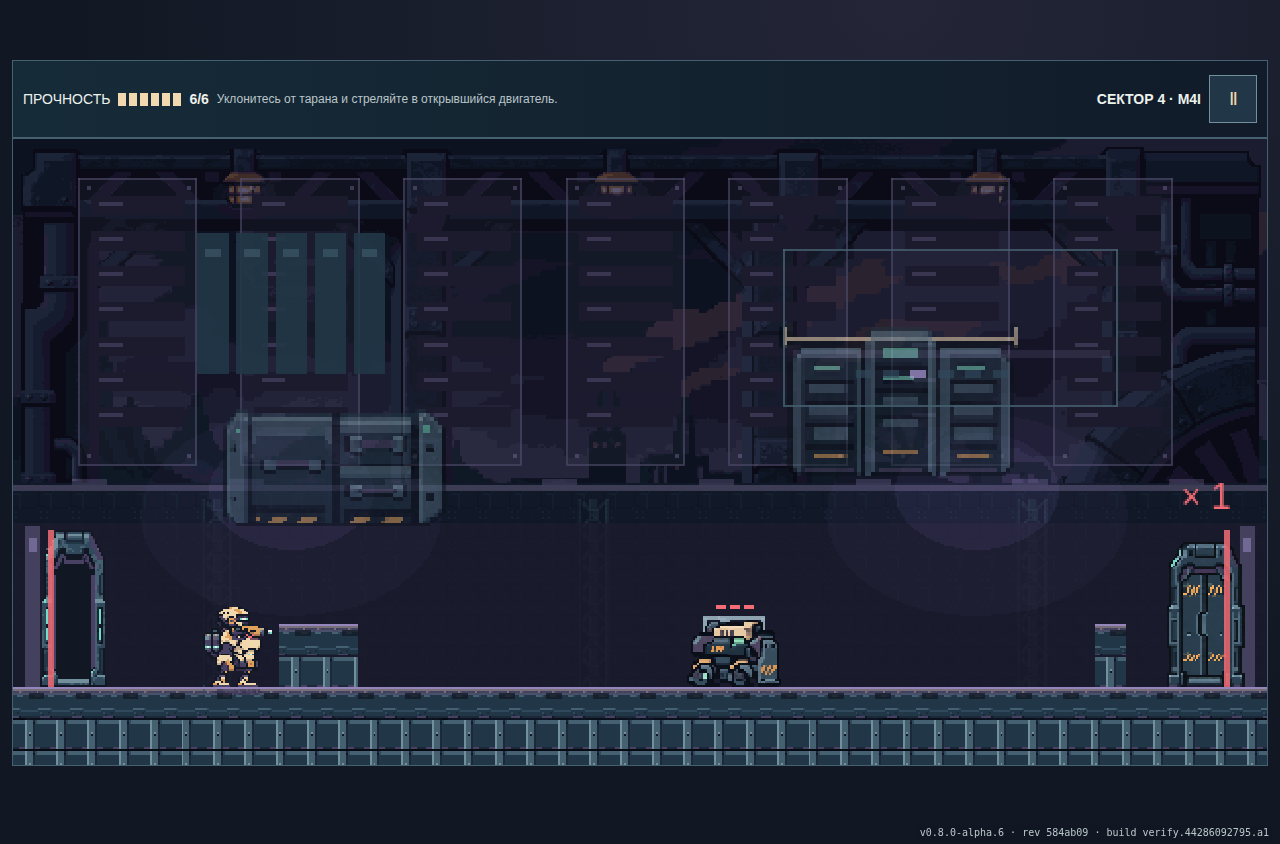 ПРОЧНОСТЬ 6/6 Уклонитесь от тарана и стреляйте в открывшийся двигатель.
СЕКТОР 4 · М4I
II
× 1
v0.8.0-alpha.6 · rev 584ab09 · build verify.44286092795.a1